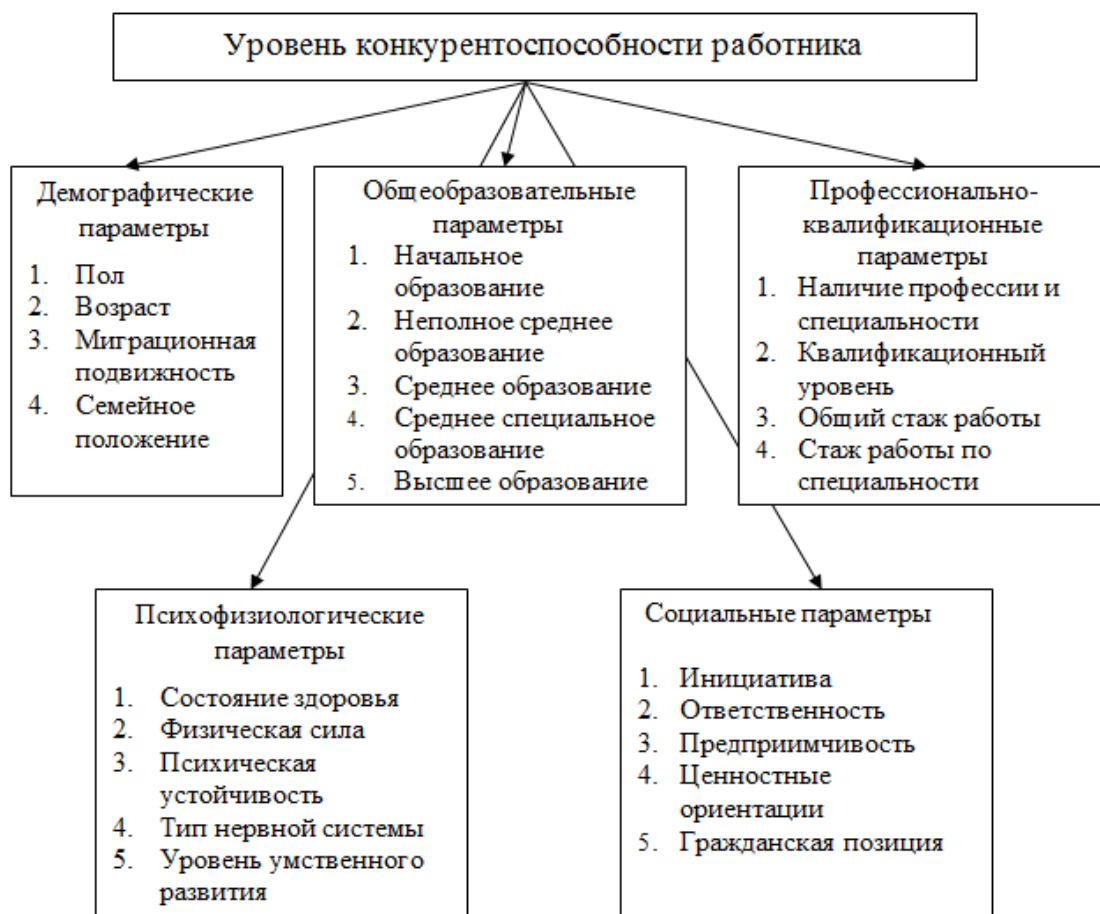 Уровень конкурентоспособности работника
Демографические
параметры
1. Пол
2. Возраст
3. Миграционная
подвижность
4. Семейное
положение
Общеобразовательные
параметры
1. Начальное
образование
2. Неполное среднее
образование
3. Среднее образование
4. Среднее специальное
образование
5. Высшее образование
Профессионально-
квалификационные
параметры
1. Наличие профессии и
специальности
2. Квалификационный
уровень
3. Общий стаж работы
4. Стаж работы по
специальности
Психофизиологические
параметры
1. Состояние здоровья
2. Физическая сила
3. Психическая
устойчивость
4. Тип нервной системы
5. Уровень умственного
развития
Социальные параметры
1. Инициатива
2. Ответственность
3. Предприимчивость
4. Ценностные
ориентации
5. Гражданская позиция